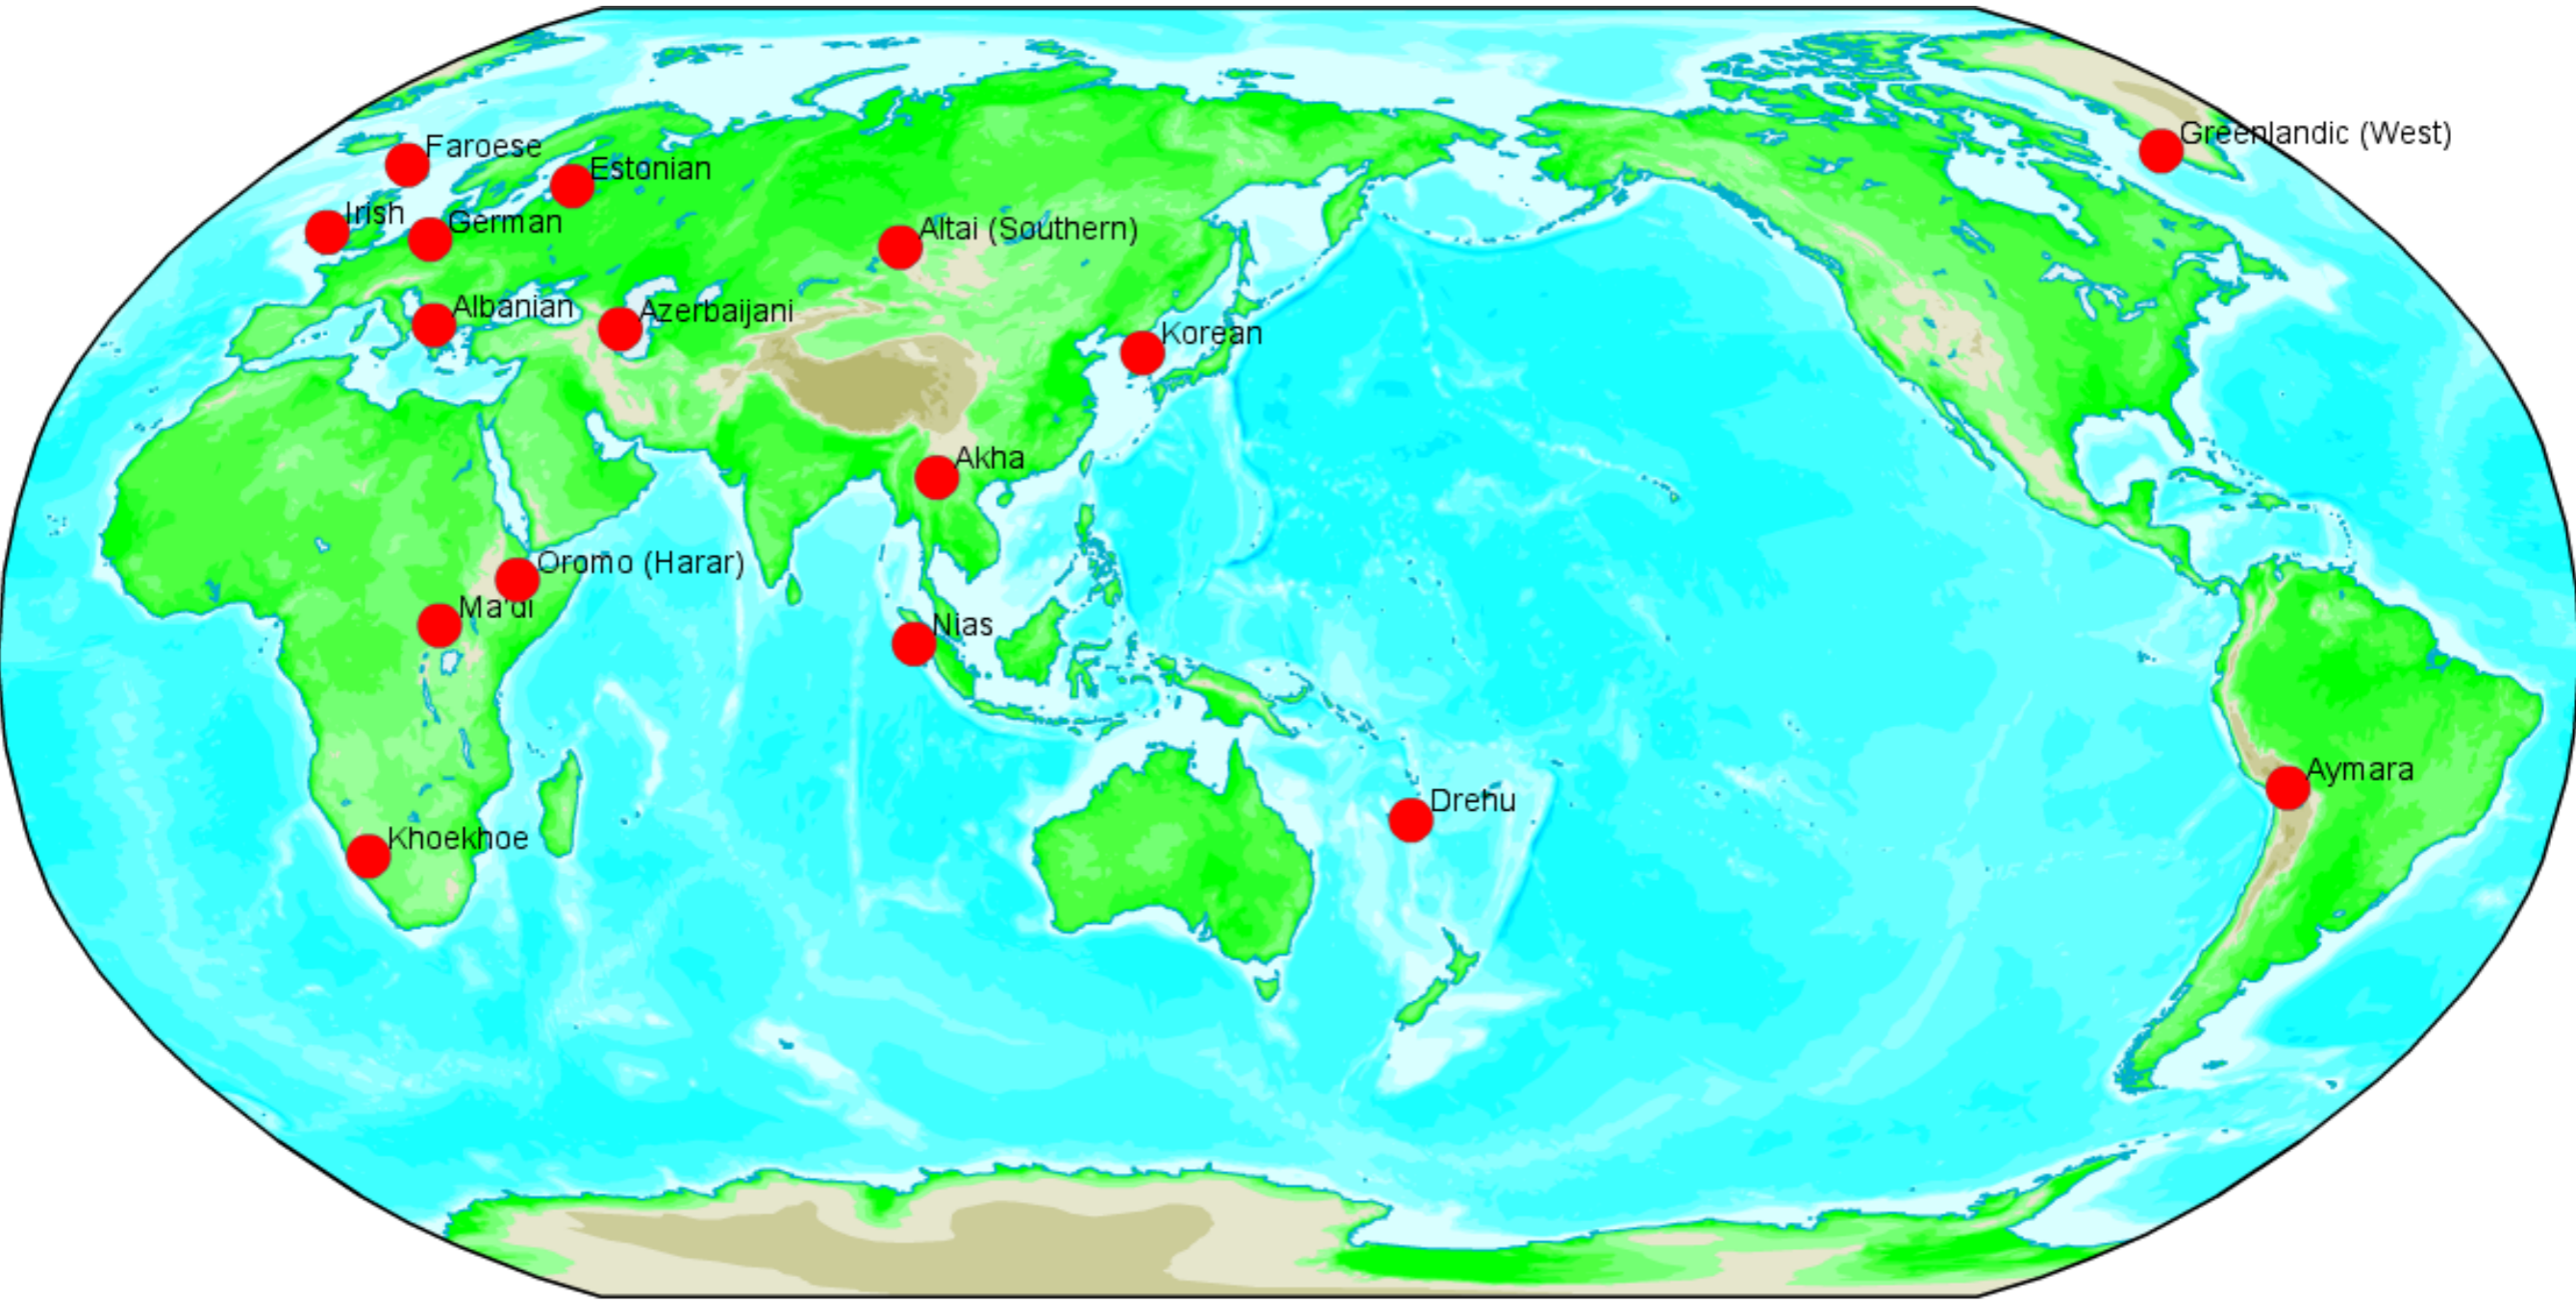 Greenlandic (West)
Faroese
Estonian
Irish
German
Altai (Southern)
Albanian
Azerbaijani
Korean
Akha
Oromo (Harar)
Ma'di
Nias
Aymara
Drehu
Khoekhoe